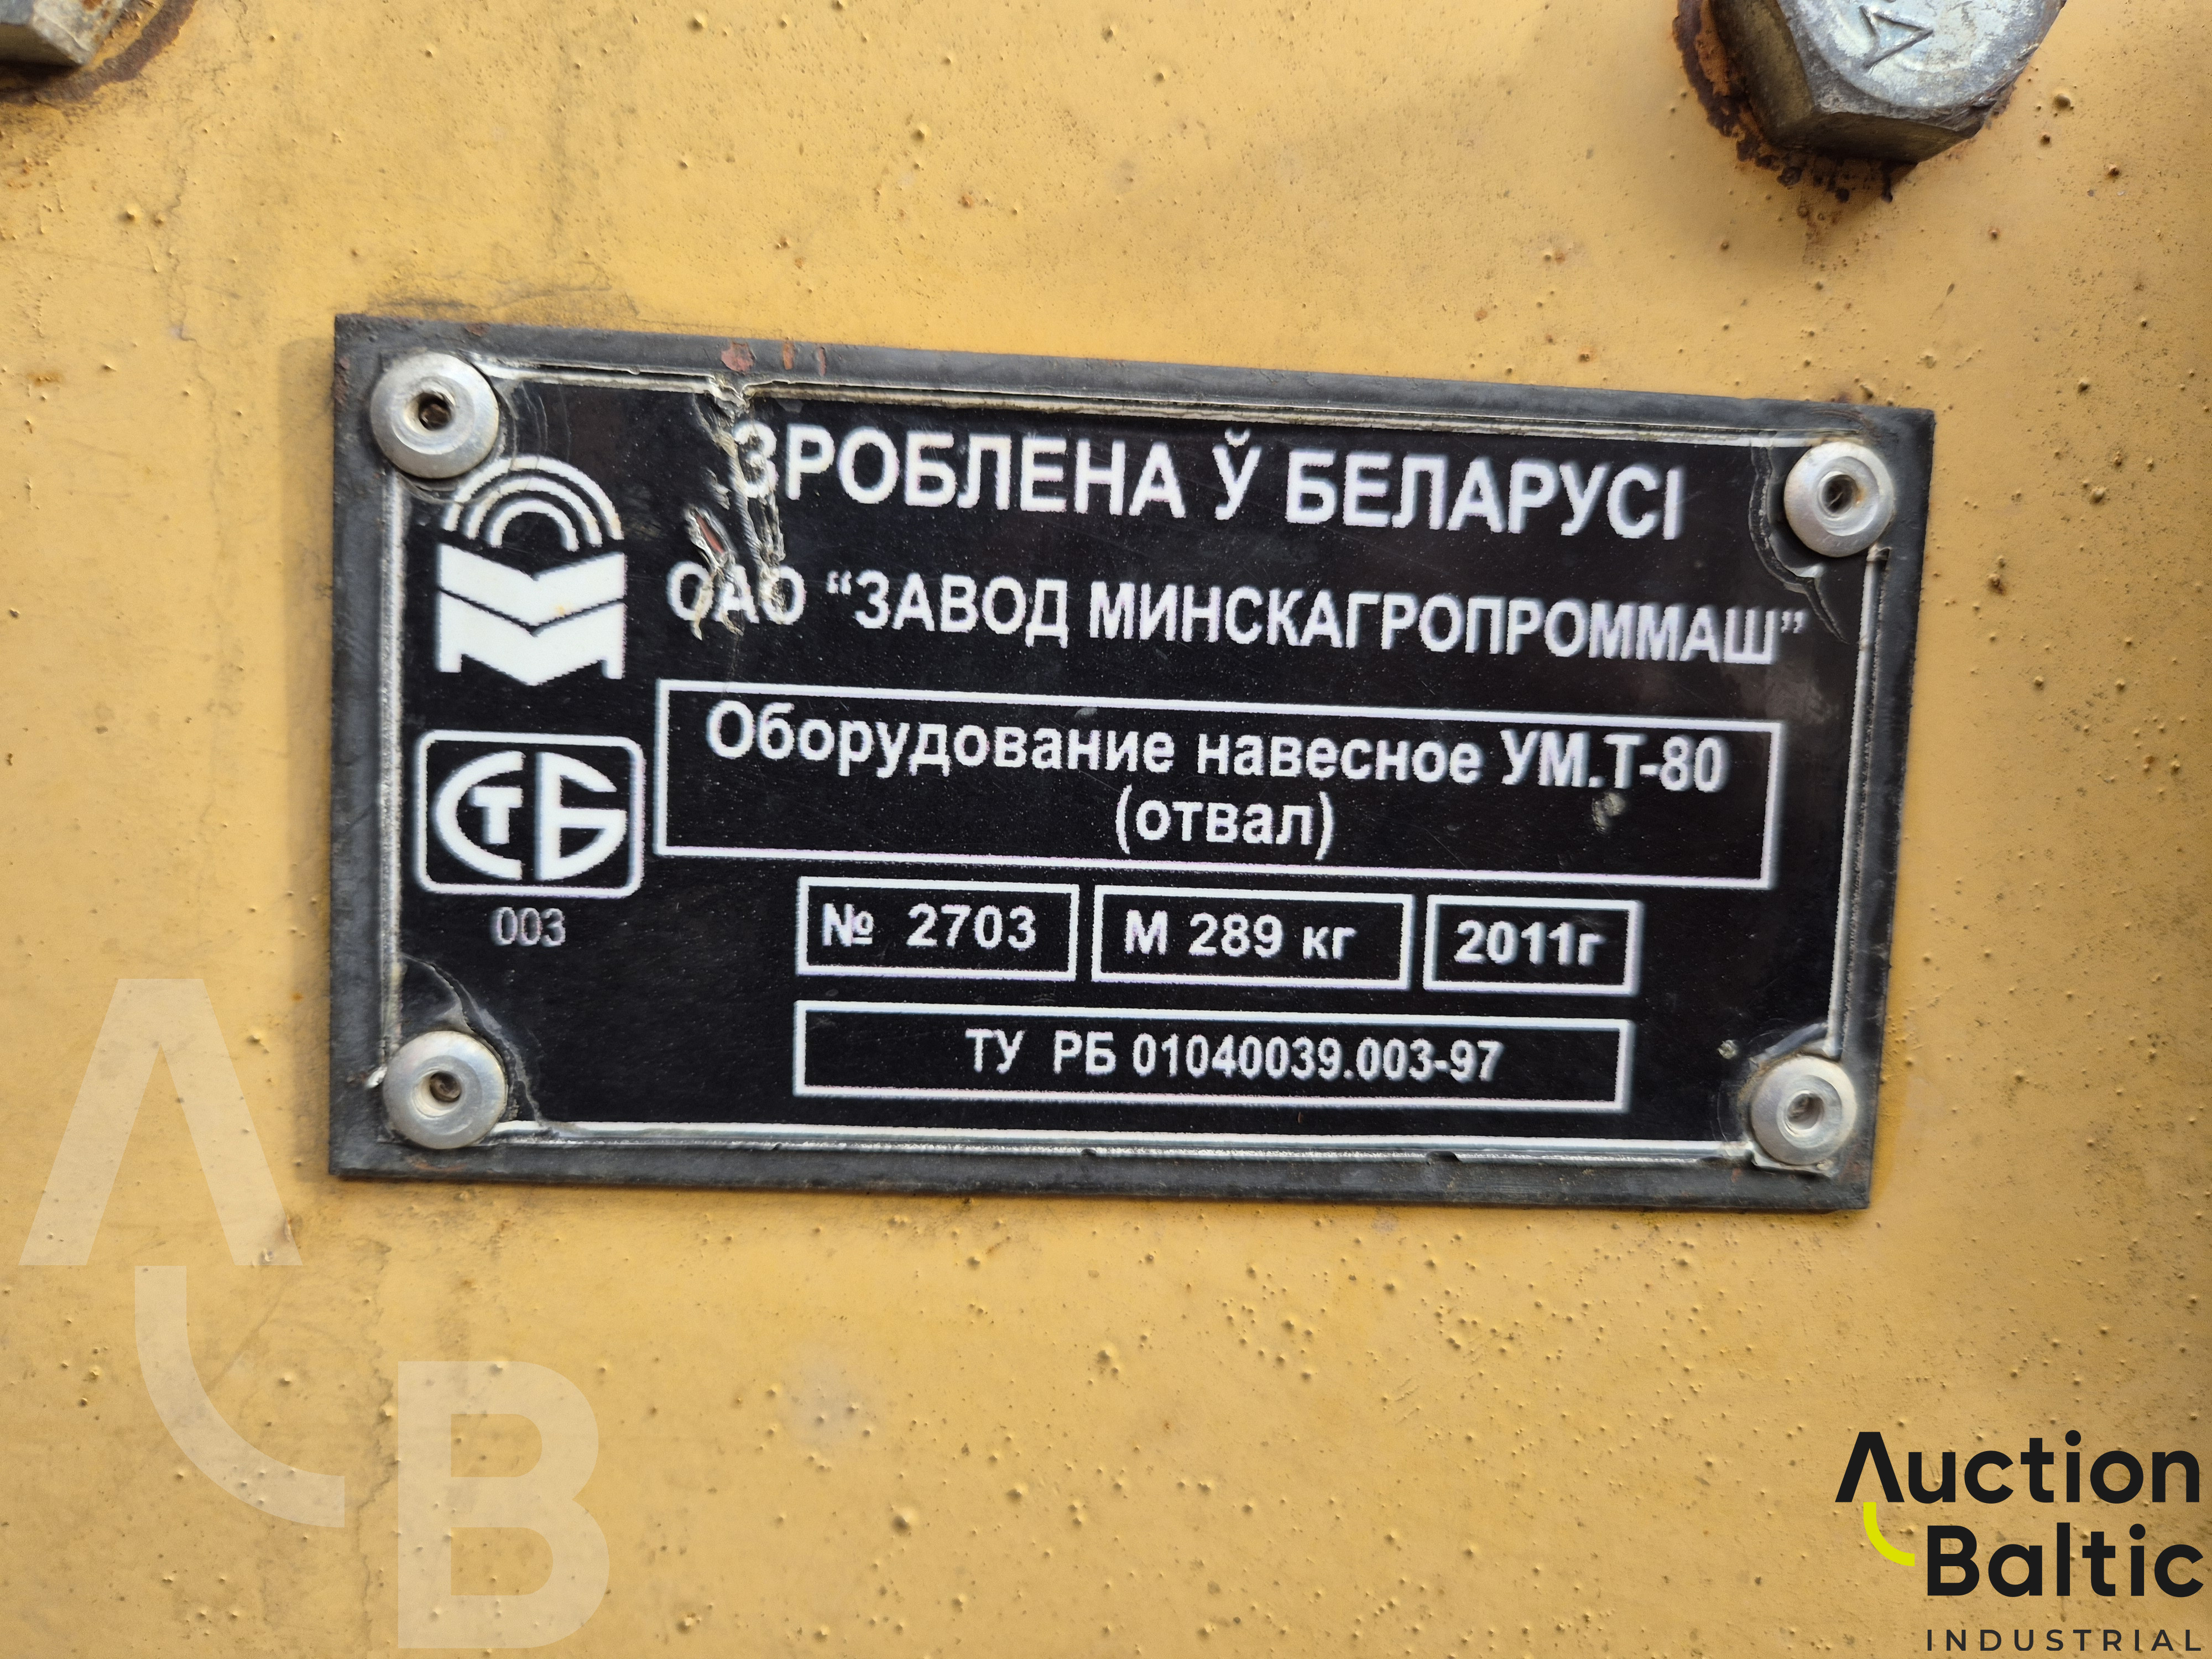 ЗРОБЛЕНА Ў БЕЛАРУСІ
ОАО “ЗАВОД МИНСКАГРОПРОММАШ”
Оборудование навесное УМ.Т-80
(отвал)
СТБ
003
№ 2703
М 289 кг
2011г
ТУ РБ 01040039.003-97
AB
Auction
Baltic
INDUSTRIAL